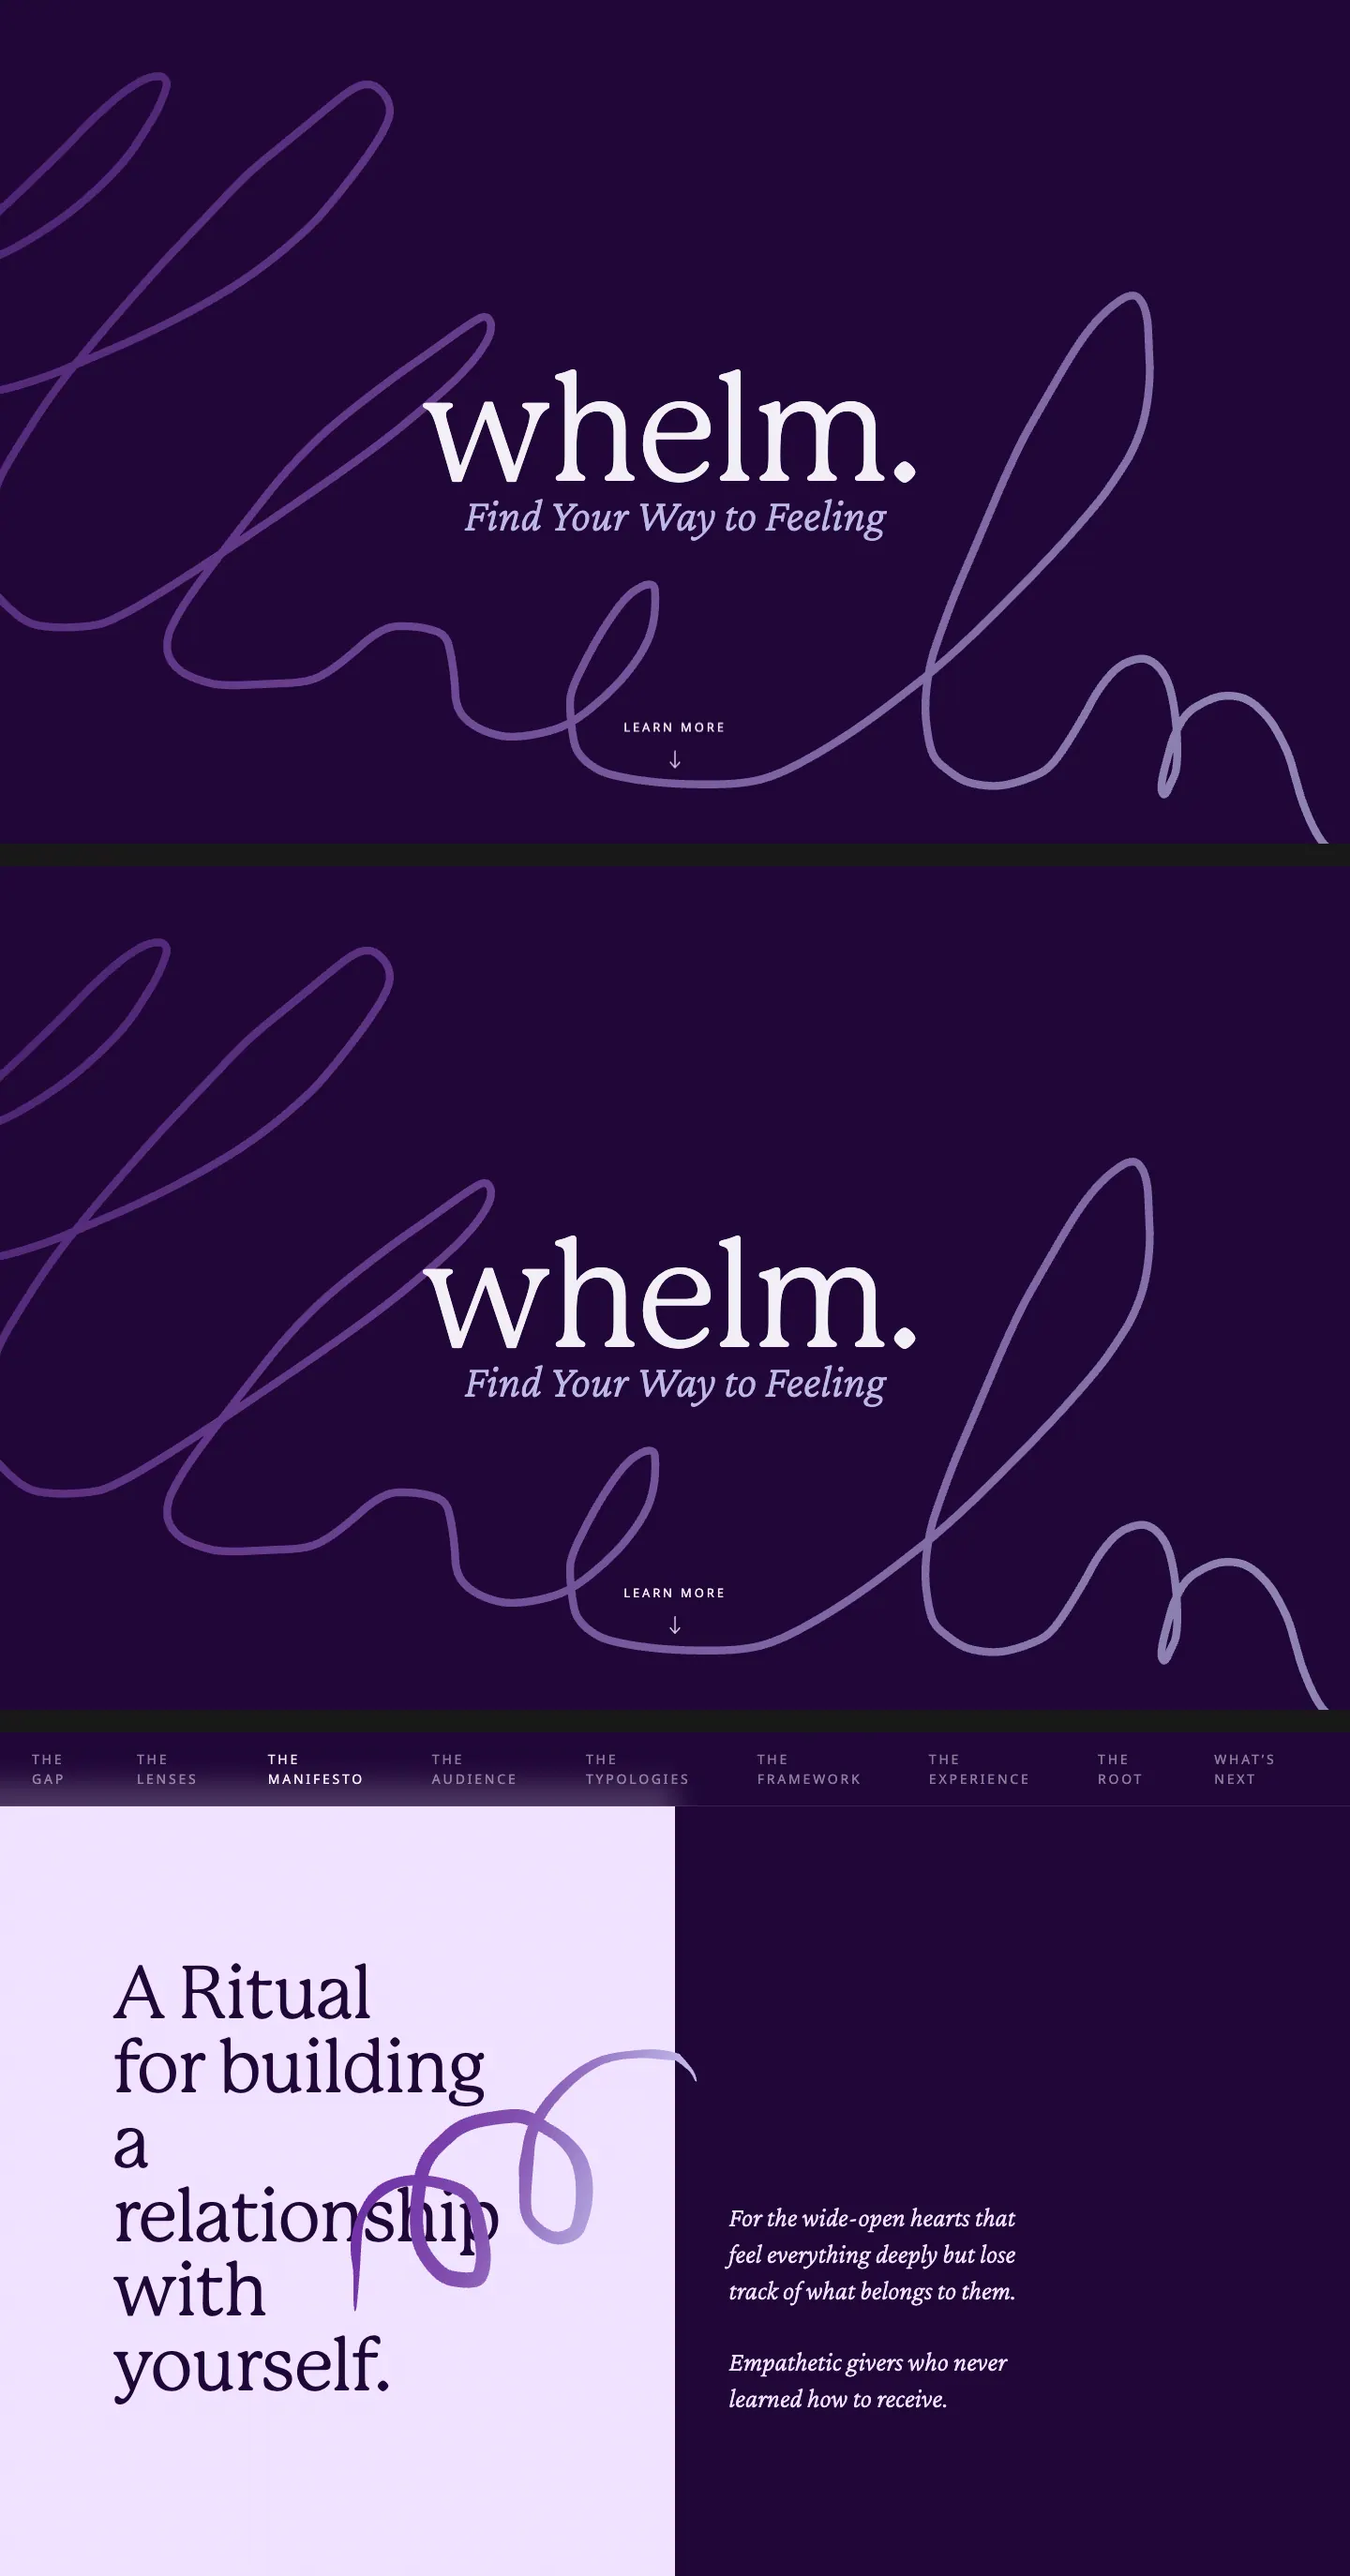 whelm.
Find Your Way to Feeling
LEARN MORE
whelm.
Find Your Way to Feeling
LEARN MORE
THE GAP
THE LENSES
THE MANIFESTO
THE AUDIENCE
THE TYPOLOGIES
THE FRAMEWORK
THE EXPERIENCE
THE ROOT
WHAT'S NEXT
A Ritual
for building
a
relationship
with
yourself.
For the wide-open hearts that
feel everything deeply but lose
track of what belongs to them.
Empathetic givers who never
learned how to receive.